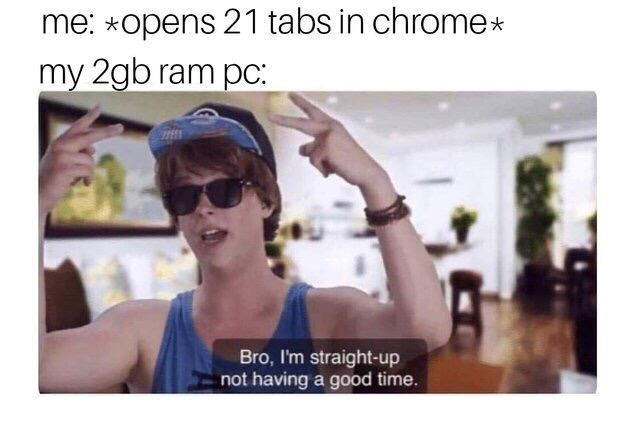 me: *opens 21 tabs in chrome*
my 2gb ram pc:
Bro, I'm straight-up
not having a good time.